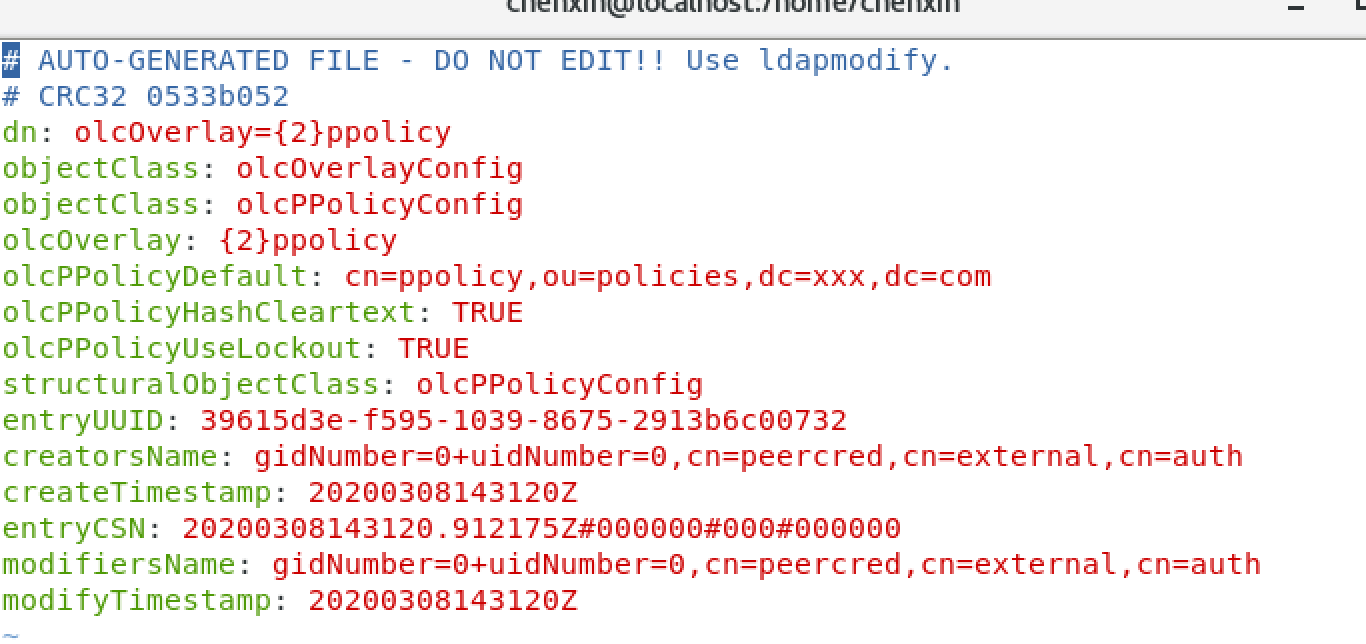 chenxin@localhost:/home/chenxin
# AUTO-GENERATED FILE - DO NOT EDIT!! Use ldapmodify.
# CRC32 0533b052
dn: olcOverlay={2}ppolicy
objectClass: olcOverlayConfig
objectClass: olcPPolicyConfig
olcOverlay: {2}ppolicy
olcPPolicyDefault: cn=ppolicy,ou=policies,dc=xxx,dc=com
olcPPolicyHashCleartext: TRUE
olcPPolicyUseLockout: TRUE
structuralObjectClass: olcPPolicyConfig
entryUUID: 39615d3e-f595-1039-8675-2913b6c00732
creatorsName: gidNumber=0+uidNumber=0,cn=peercred,cn=external,cn=auth
createTimestamp: 20200308143120Z
entryCSN: 20200308143120.912175Z#000000#000#000000
modifiersName: gidNumber=0+uidNumber=0,cn=peercred,cn=external,cn=auth
modifyTimestamp: 20200308143120Z
~